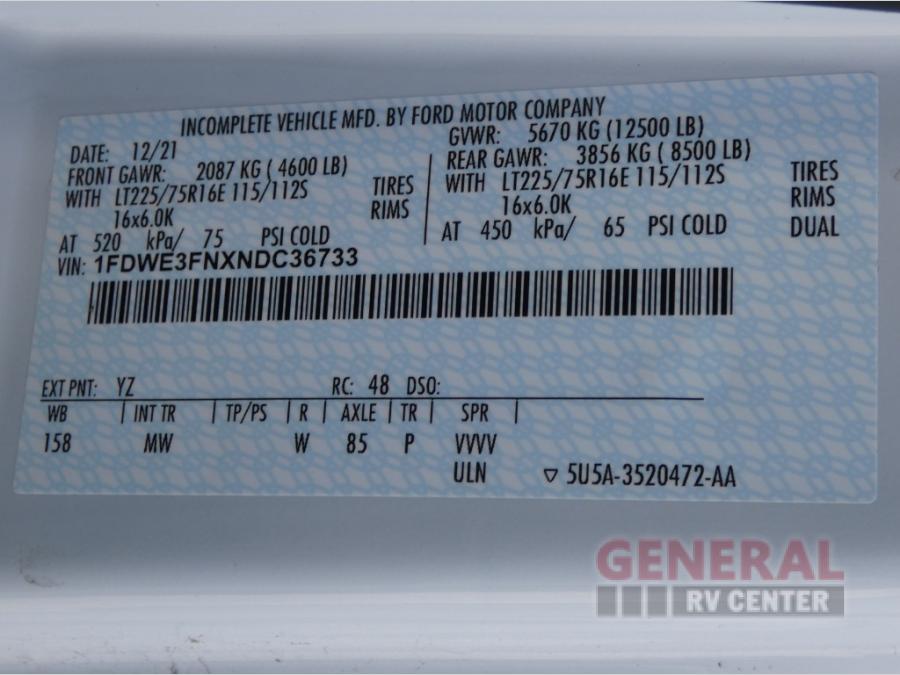 INCOMPLETE VEHICLE MFD. BY FORD MOTOR COMPANY
DATE: 12/21 GVWR: 5670 KG (12500 LB)
FRONT GAWR: 2087 KG ( 4600 LB) REAR GAWR: 3856 KG ( 8500 LB)
WITH LT225/75R16E 115/112S TIRES WITH LT225/75R16E 115/112S TIRES
16x6.0K RIMS 16x6.0K RIMS
AT 520 kPa/ 75 PSI COLD AT 450 kPa/ 65 PSI COLD DUAL
VIN: 1FDWE3FNXNDC36733
EXT PNT: YZ RC: 48 DSO:
WB | INT TR | TP/PS | R | AXLE | TR | SPR |
158 MW W 85 P VVVV
ULN ▽ 5U5A-3520472-AA
GENERAL
RV CENTER